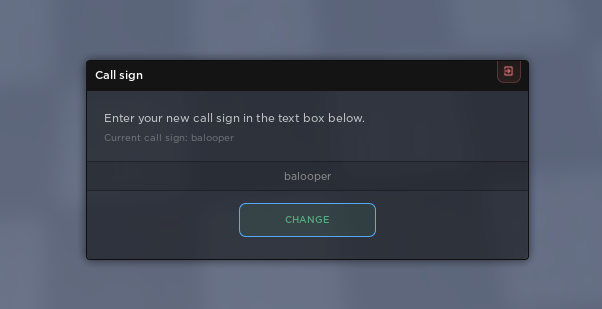 Call sign
Enter your new call sign in the text box below.
Current call sign: balooper
balooper
CHANGE